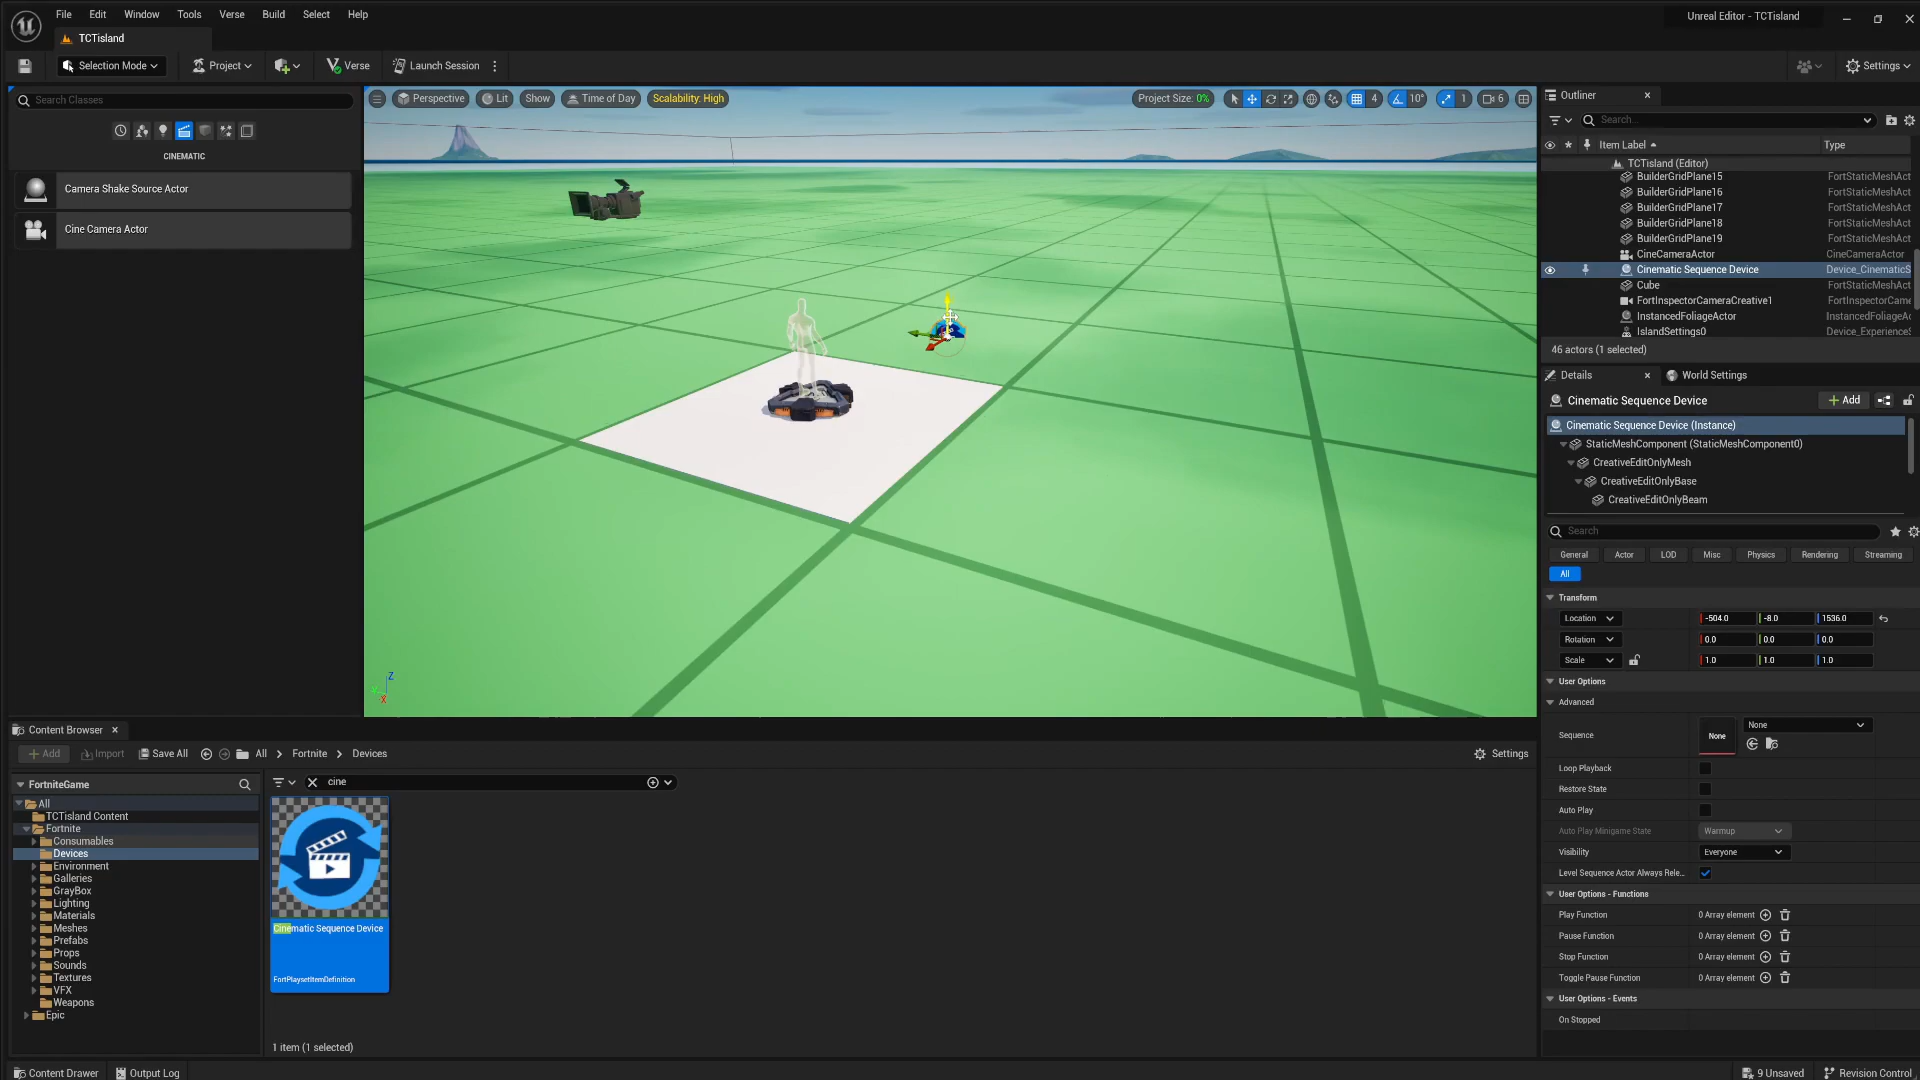 File Edit Window Tools Verse Build Select Help
Unreal Editor - TCTisland
TCTisland
Selection Mode Project Verse Launch Session Settings
Search Classes
CINEMATIC
Camera Shake Source Actor
Cine Camera Actor
Perspective Lit Show Time of Day Scalability: High
Project Size: 0% 4 10° 1 6
Z
X
Outliner
Search...
Item Label Type
TCTisland (Editor)
BuilderGridPlane15 FortStaticMeshAct
BuilderGridPlane16 FortStaticMeshAct
BuilderGridPlane17 FortStaticMeshAct
BuilderGridPlane18 FortStaticMeshAct
BuilderGridPlane19 FortStaticMeshAct
CineCameraActor CineCameraActor
Cinematic Sequence Device Device_CinematicS
Cube FortStaticMeshAct
FortInspectorCameraCreative1 FortInspectorCame
InstancedFoliageActor InstancedFoliageAc
IslandSettings0 Device_ExperienceS
46 actors (1 selected)
Details World Settings
Cinematic Sequence Device Add
Cinematic Sequence Device (Instance)
StaticMeshComponent (StaticMeshComponent0)
CreativeEditOnlyMesh
CreativeEditOnlyBase
CreativeEditOnlyBeam
Search
General Actor LOD Misc Physics Rendering Streaming
All
Transform
Location -504.0 -8.0 1536.0
Rotation 0.0 0.0 0.0
Scale 1.0 1.0 1.0
User Options
Advanced
Sequence None None
Loop Playback
Restore State
Auto Play
Auto Play Minigame State Warmup
Visibility Everyone
Level Sequence Actor Always Rele...
User Options - Functions
Play Function 0 Array element
Pause Function 0 Array element
Stop Function 0 Array element
Toggle Pause Function 0 Array element
User Options - Events
On Stopped
Content Browser
Add Import Save All All Fortnite Devices Settings
FortniteGame
All
TCTisland Content
Fortnite
Consumables
Devices
Environment
Galleries
GrayBox
Lighting
Materials
Meshes
Prefabs
Props
Sounds
Textures
VFX
Weapons
Epic
cine
Cinematic Sequence Device
FortPlaysetItemDefinition
1 item (1 selected)
Content Drawer Output Log 9 Unsaved Revision Control